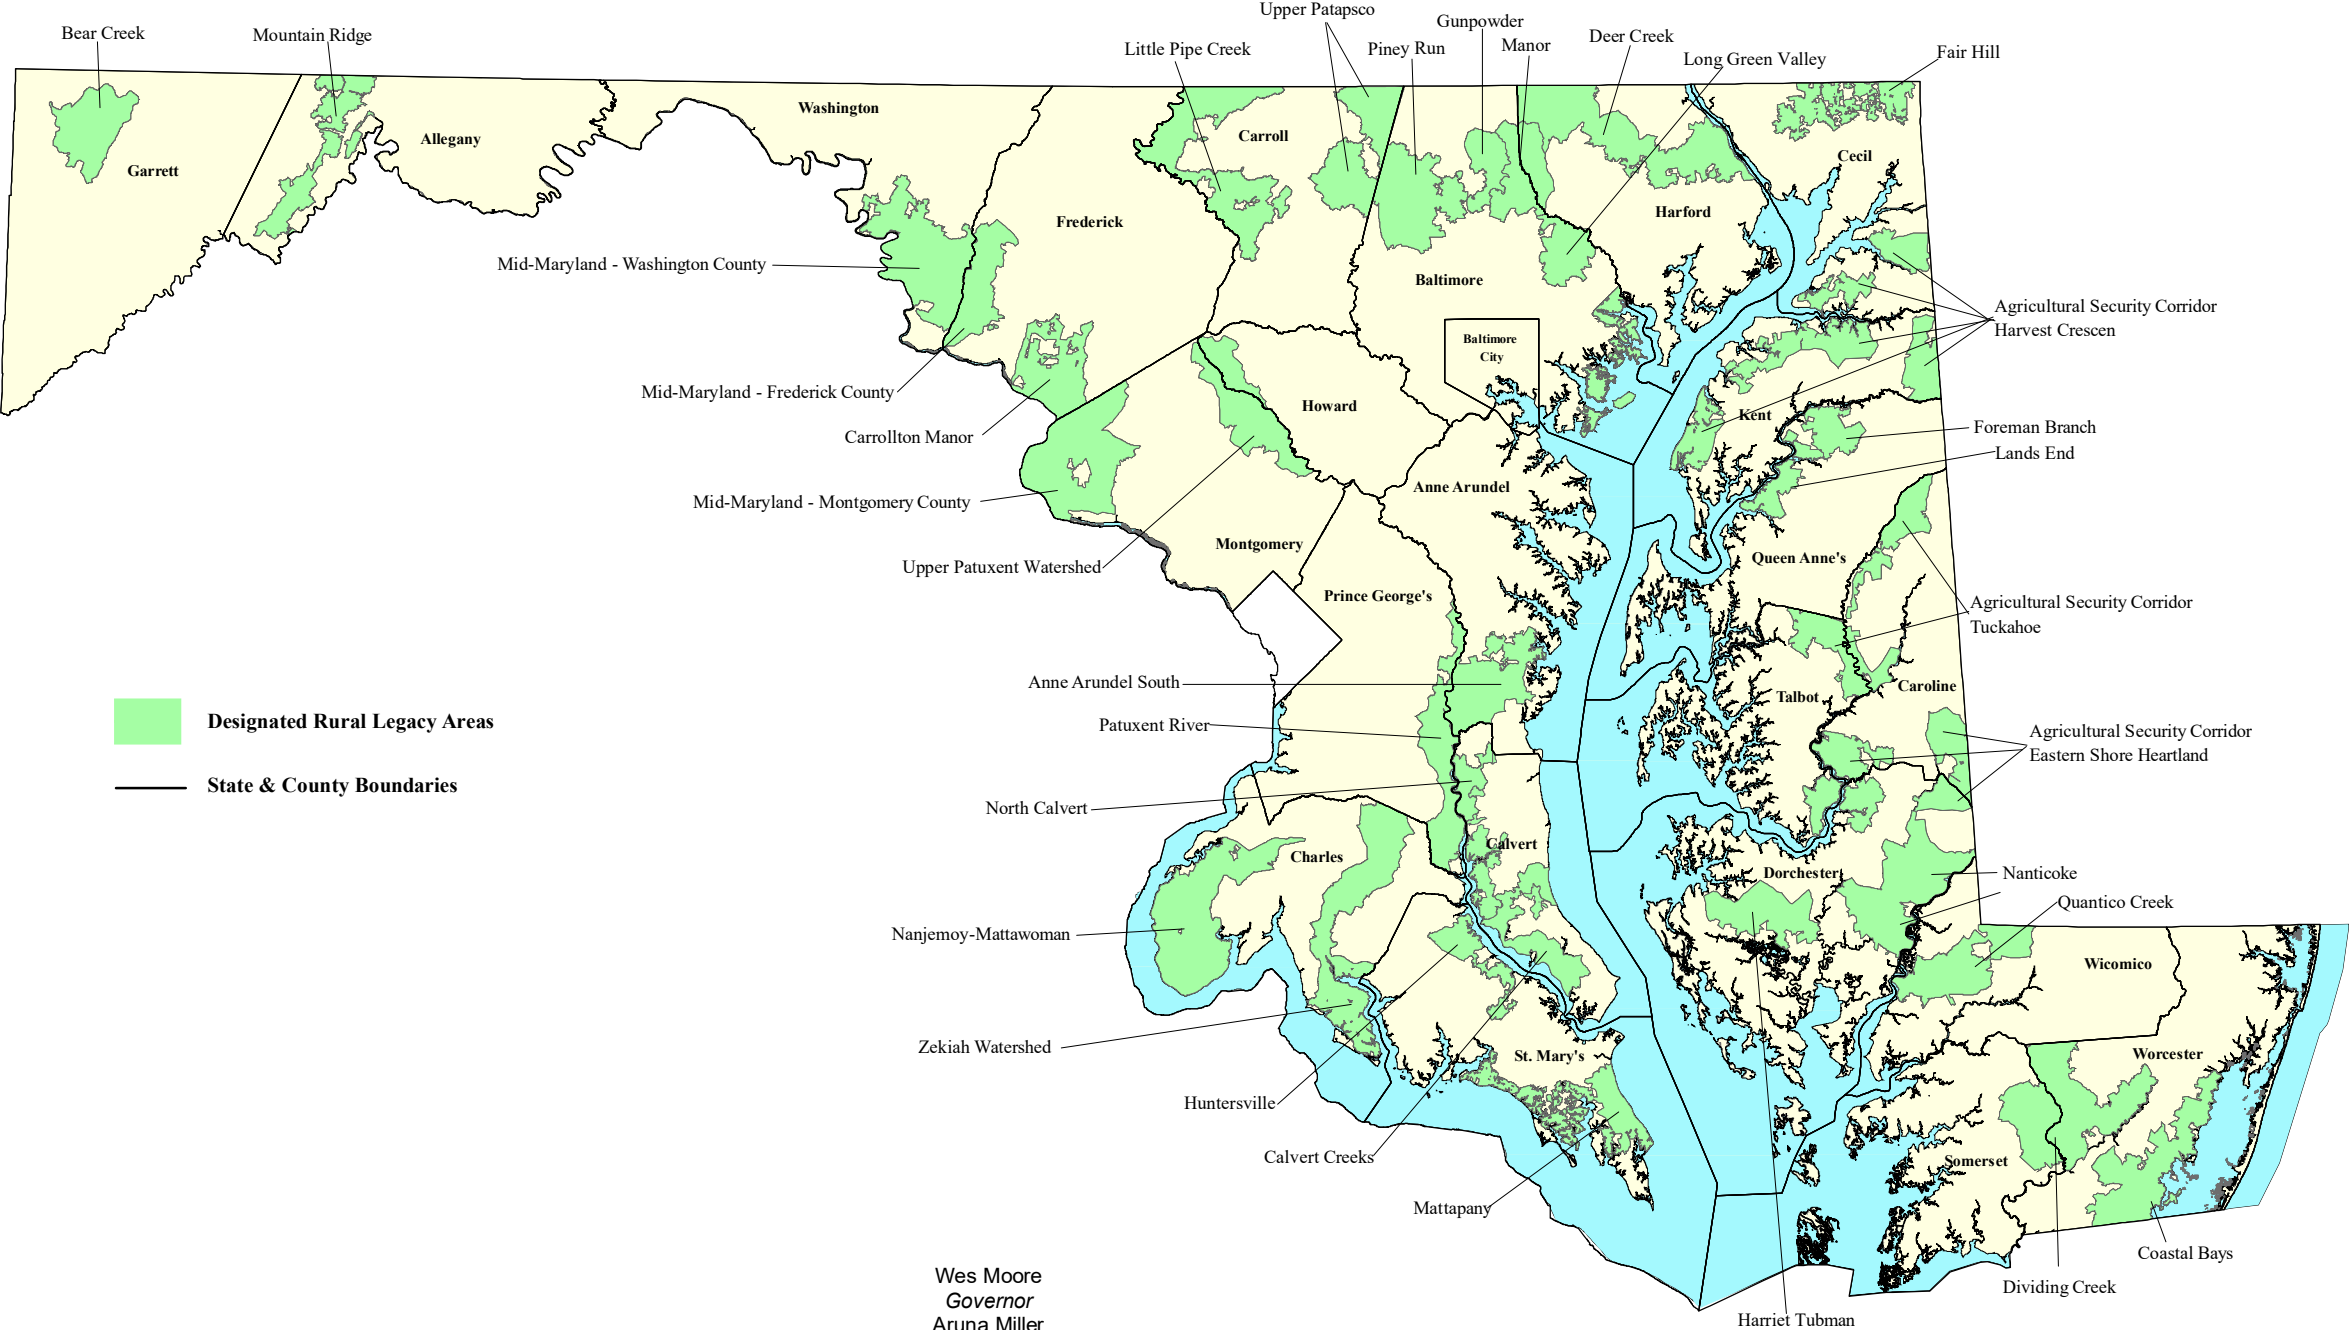 Upper Patapsco
Gunpowder
Bear Creek
Mountain Ridge
Little Pipe Creek
Piney Run
Manor
Deer Creek
Long Green Valley
Fair Hill
Washington
Allegany
Garrett
Carroll
Cecil
Frederick
Harford
Mid-Maryland - Washington County
Baltimore
Agricultural Security Corridor
Harvest Crescen
Baltimore
City
Mid-Maryland - Frederick County
Howard
Kent
Carrollton Manor
Foreman Branch
Lands End
Anne Arundel
Mid-Maryland - Montgomery County
Montgomery
Queen Anne's
Upper Patuxent Watershed
Prince George's
Agricultural Security Corridor
Tuckahoe
Anne Arundel South
Caroline
Talbot
Designated Rural Legacy Areas
Patuxent River
Agricultural Security Corridor
Eastern Shore Heartland
State & County Boundaries
North Calvert
Calvert
Charles
Dorchester
Nanticoke
Quantico Creek
Nanjemoy-Mattawoman
Wicomico
Zekiah Watershed
St. Mary's
Worcester
Huntersville
Calvert Creeks
Somerset
Mattapany
Coastal Bays
Dividing Creek
Harriet Tubman
Wes Moore
Governor
Aruna Miller